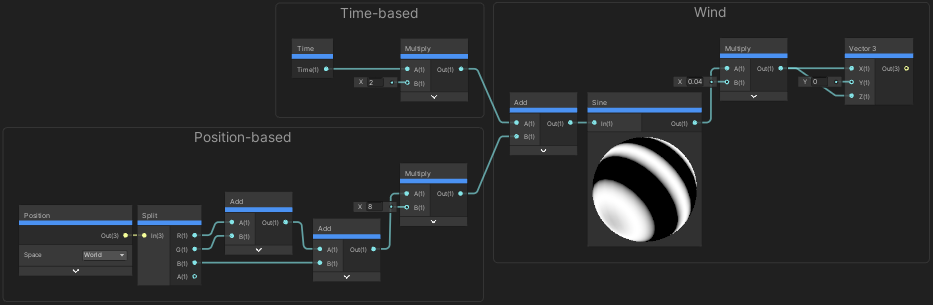 Time-based
Wind
Time
Multiply
Time(1)
A(1)
Out(1)
X 2
B(1)
Multiply
Vector 3
A(1)
Out(1)
X(1)
Out(3)
X 0.04
B(1)
Y 0
Y(1)
Z(1)
Add
Sine
A(1)
Out(1)
In(1)
Out(1)
B(1)
Position-based
Multiply
A(1)
Out(1)
X 8
B(1)
Position
Split
Add
Out(3)
In(3)
R(1)
A(1)
Out(1)
G(1)
B(1)
Space
World
B(1)
A(1)
Add
A(1)
Out(1)
B(1)